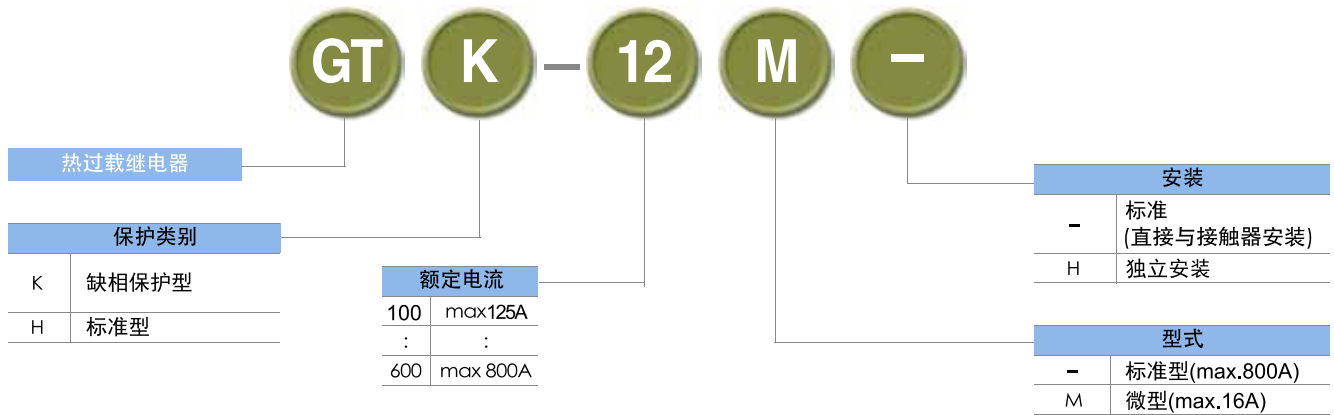 GT K – 12 M –
热过载继电器
保护类别
K 缺相保护型
H 标准型
额定电流
100 max125A
: :
600 max 800A
安装
– 标准
(直接与接触器安装)
H 独立安装
型式
– 标准型(max.800A)
M 微型(max.16A)